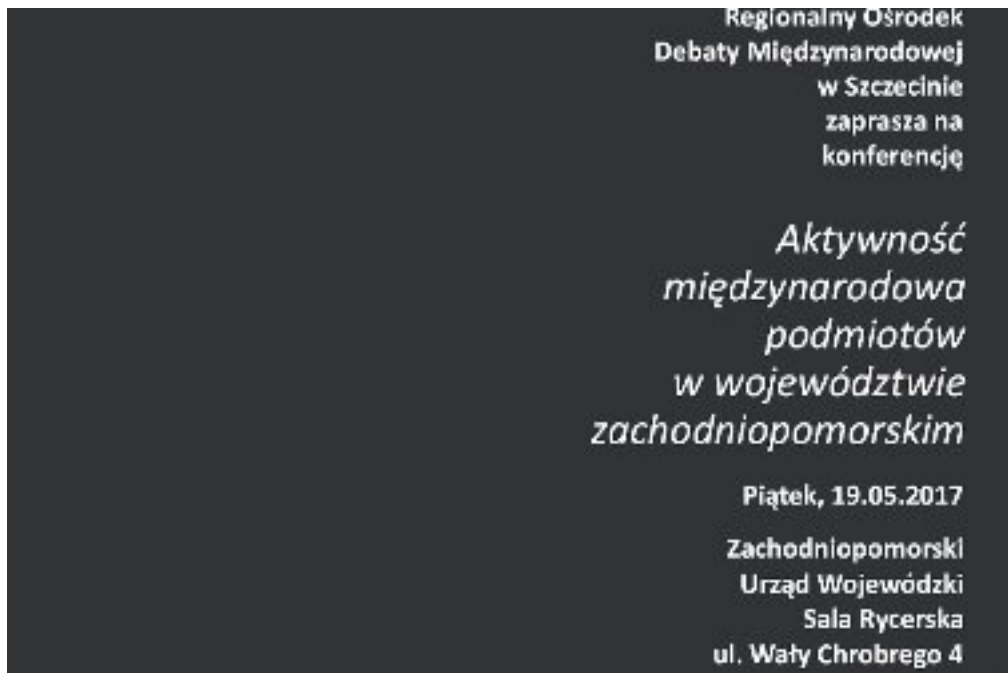 Regionalny Ośrodek
Debaty Międzynarodowej
w Szczecinie
zaprasza na
konferencję
Aktywność
międzynarodowa
podmiotów
w województwie
zachodniopomorskim
Piątek, 19.05.2017
Zachodniopomorski
Urząd Wojewódzki
Sala Rycerska
ul. Wały Chrobrego 4